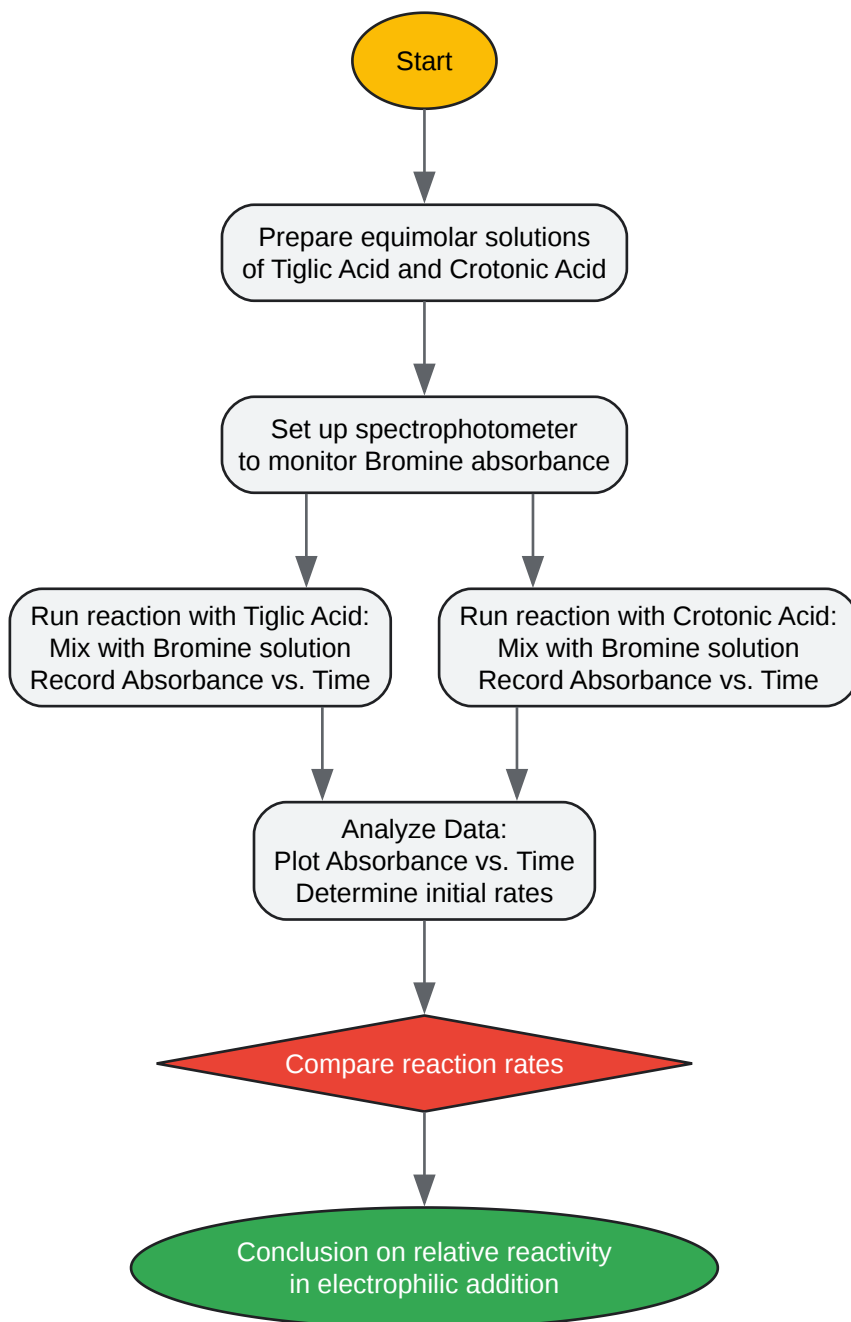 Start
Prepare equimolar solutions
of Tiglic Acid and Crotonic Acid
Set up spectrophotometer
to monitor Bromine absorbance
Run reaction with Tiglic Acid:
Mix with Bromine solution
Record Absorbance vs. Time
Run reaction with Crotonic Acid:
Mix with Bromine solution
Record Absorbance vs. Time
Analyze Data:
Plot Absorbance vs. Time
Determine initial rates
Compare reaction rates
Conclusion on relative reactivity
in electrophilic addition